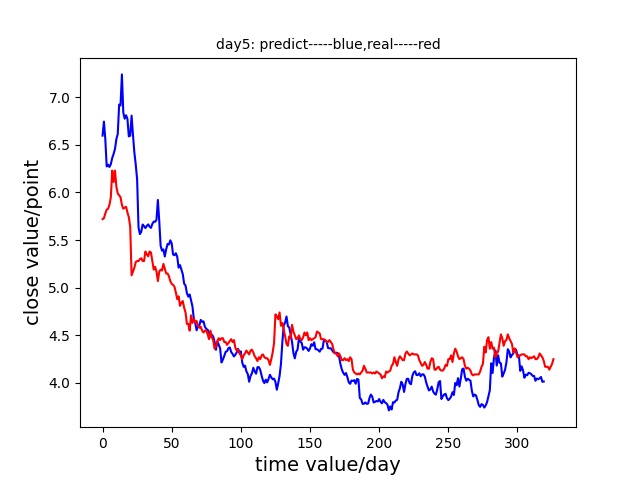 day5: predict-----blue,real-----red
close value/point
7.0
6.5
6.0
5.5
5.0
4.5
4.0
0 50 100 150 200 250 300
time value/day